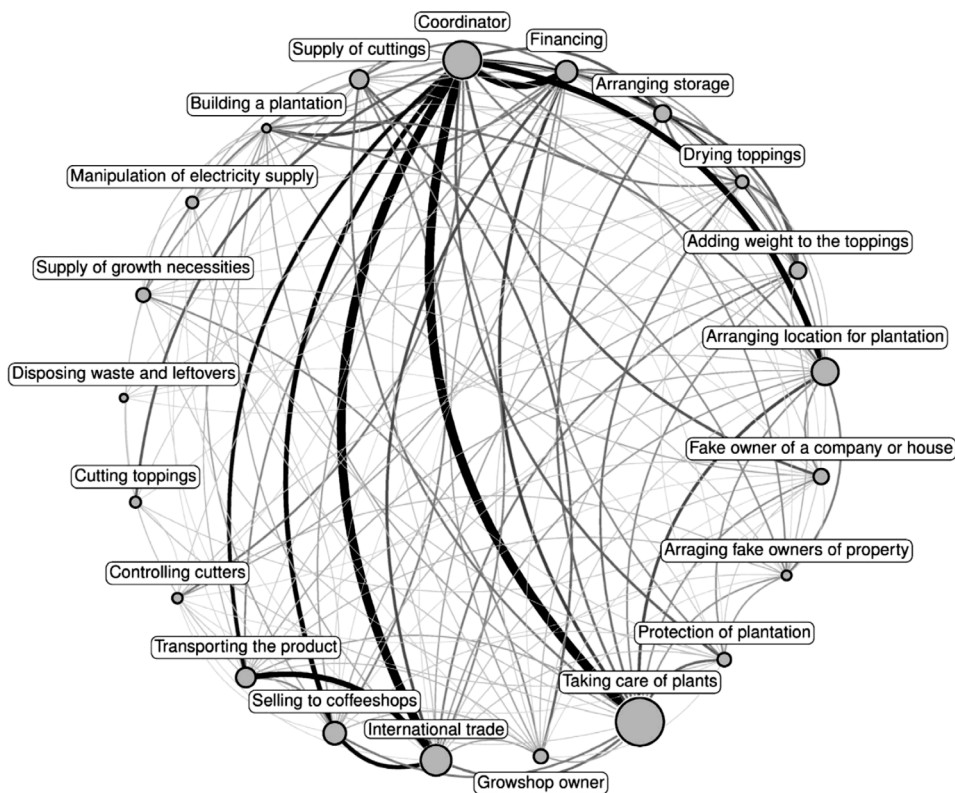 Coordinator
Financing
Supply of cuttings
Arranging storage
Building a plantation
Drying toppings
Manipulation of electricity supply
Adding weight to the toppings
Supply of growth necessities
Arranging location for plantation
Disposing waste and leftovers
Fake owner of a company or house
Cutting toppings
Arraging fake owners of property
Controlling cutters
Protection of plantation
Transporting the product
Taking care of plants
Selling to coffeeshops
International trade
Growshop owner